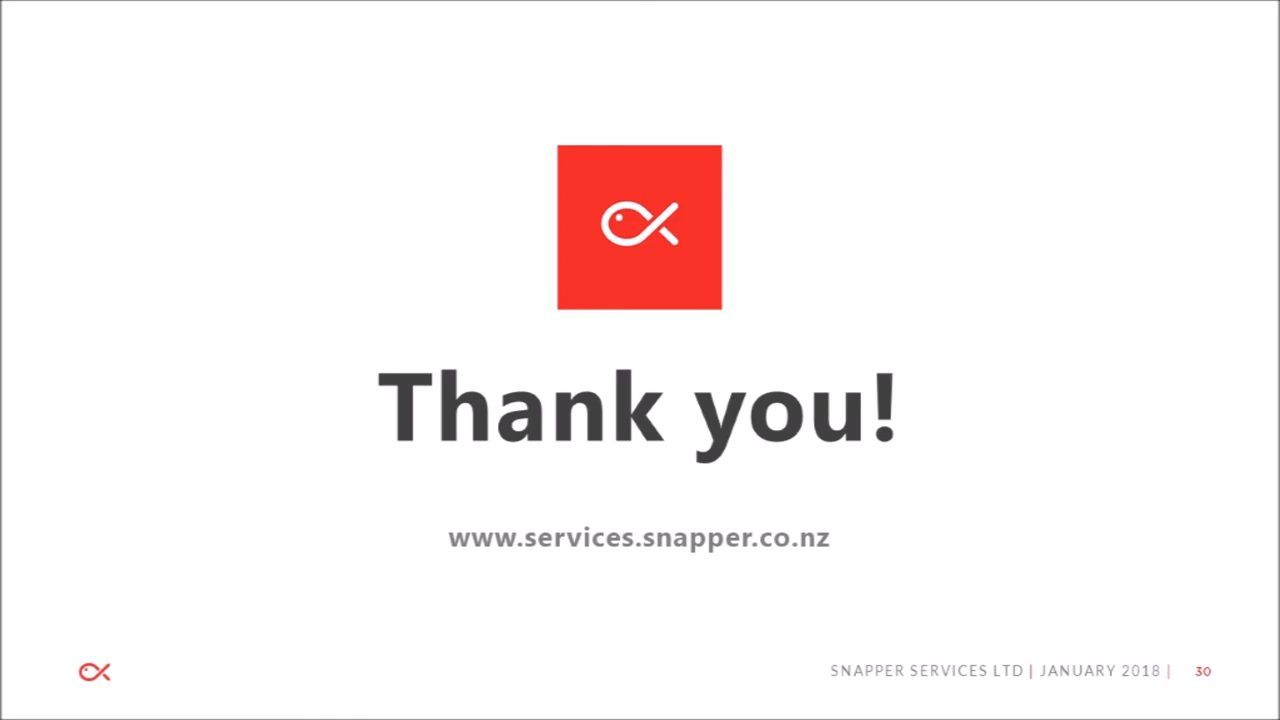 Thank you!
www.services.snapper.co.nz
SNAPPER SERVICES LTD | JANUARY 2018 | 30